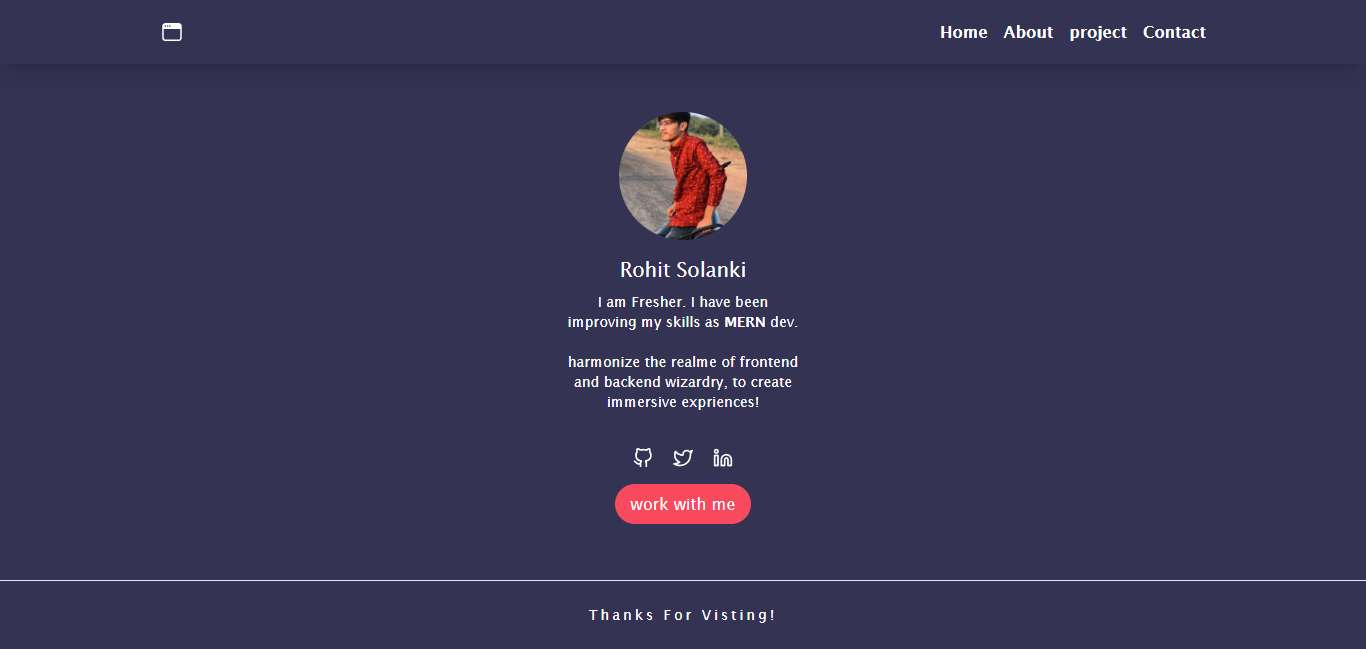 Home About project Contact
Rohit Solanki
I am Fresher. I have been
improving my skills as MERN dev.
harmonize the realme of frontend
and backend wizardry, to create
immersive expriences!
work with me
Thanks For Visting!